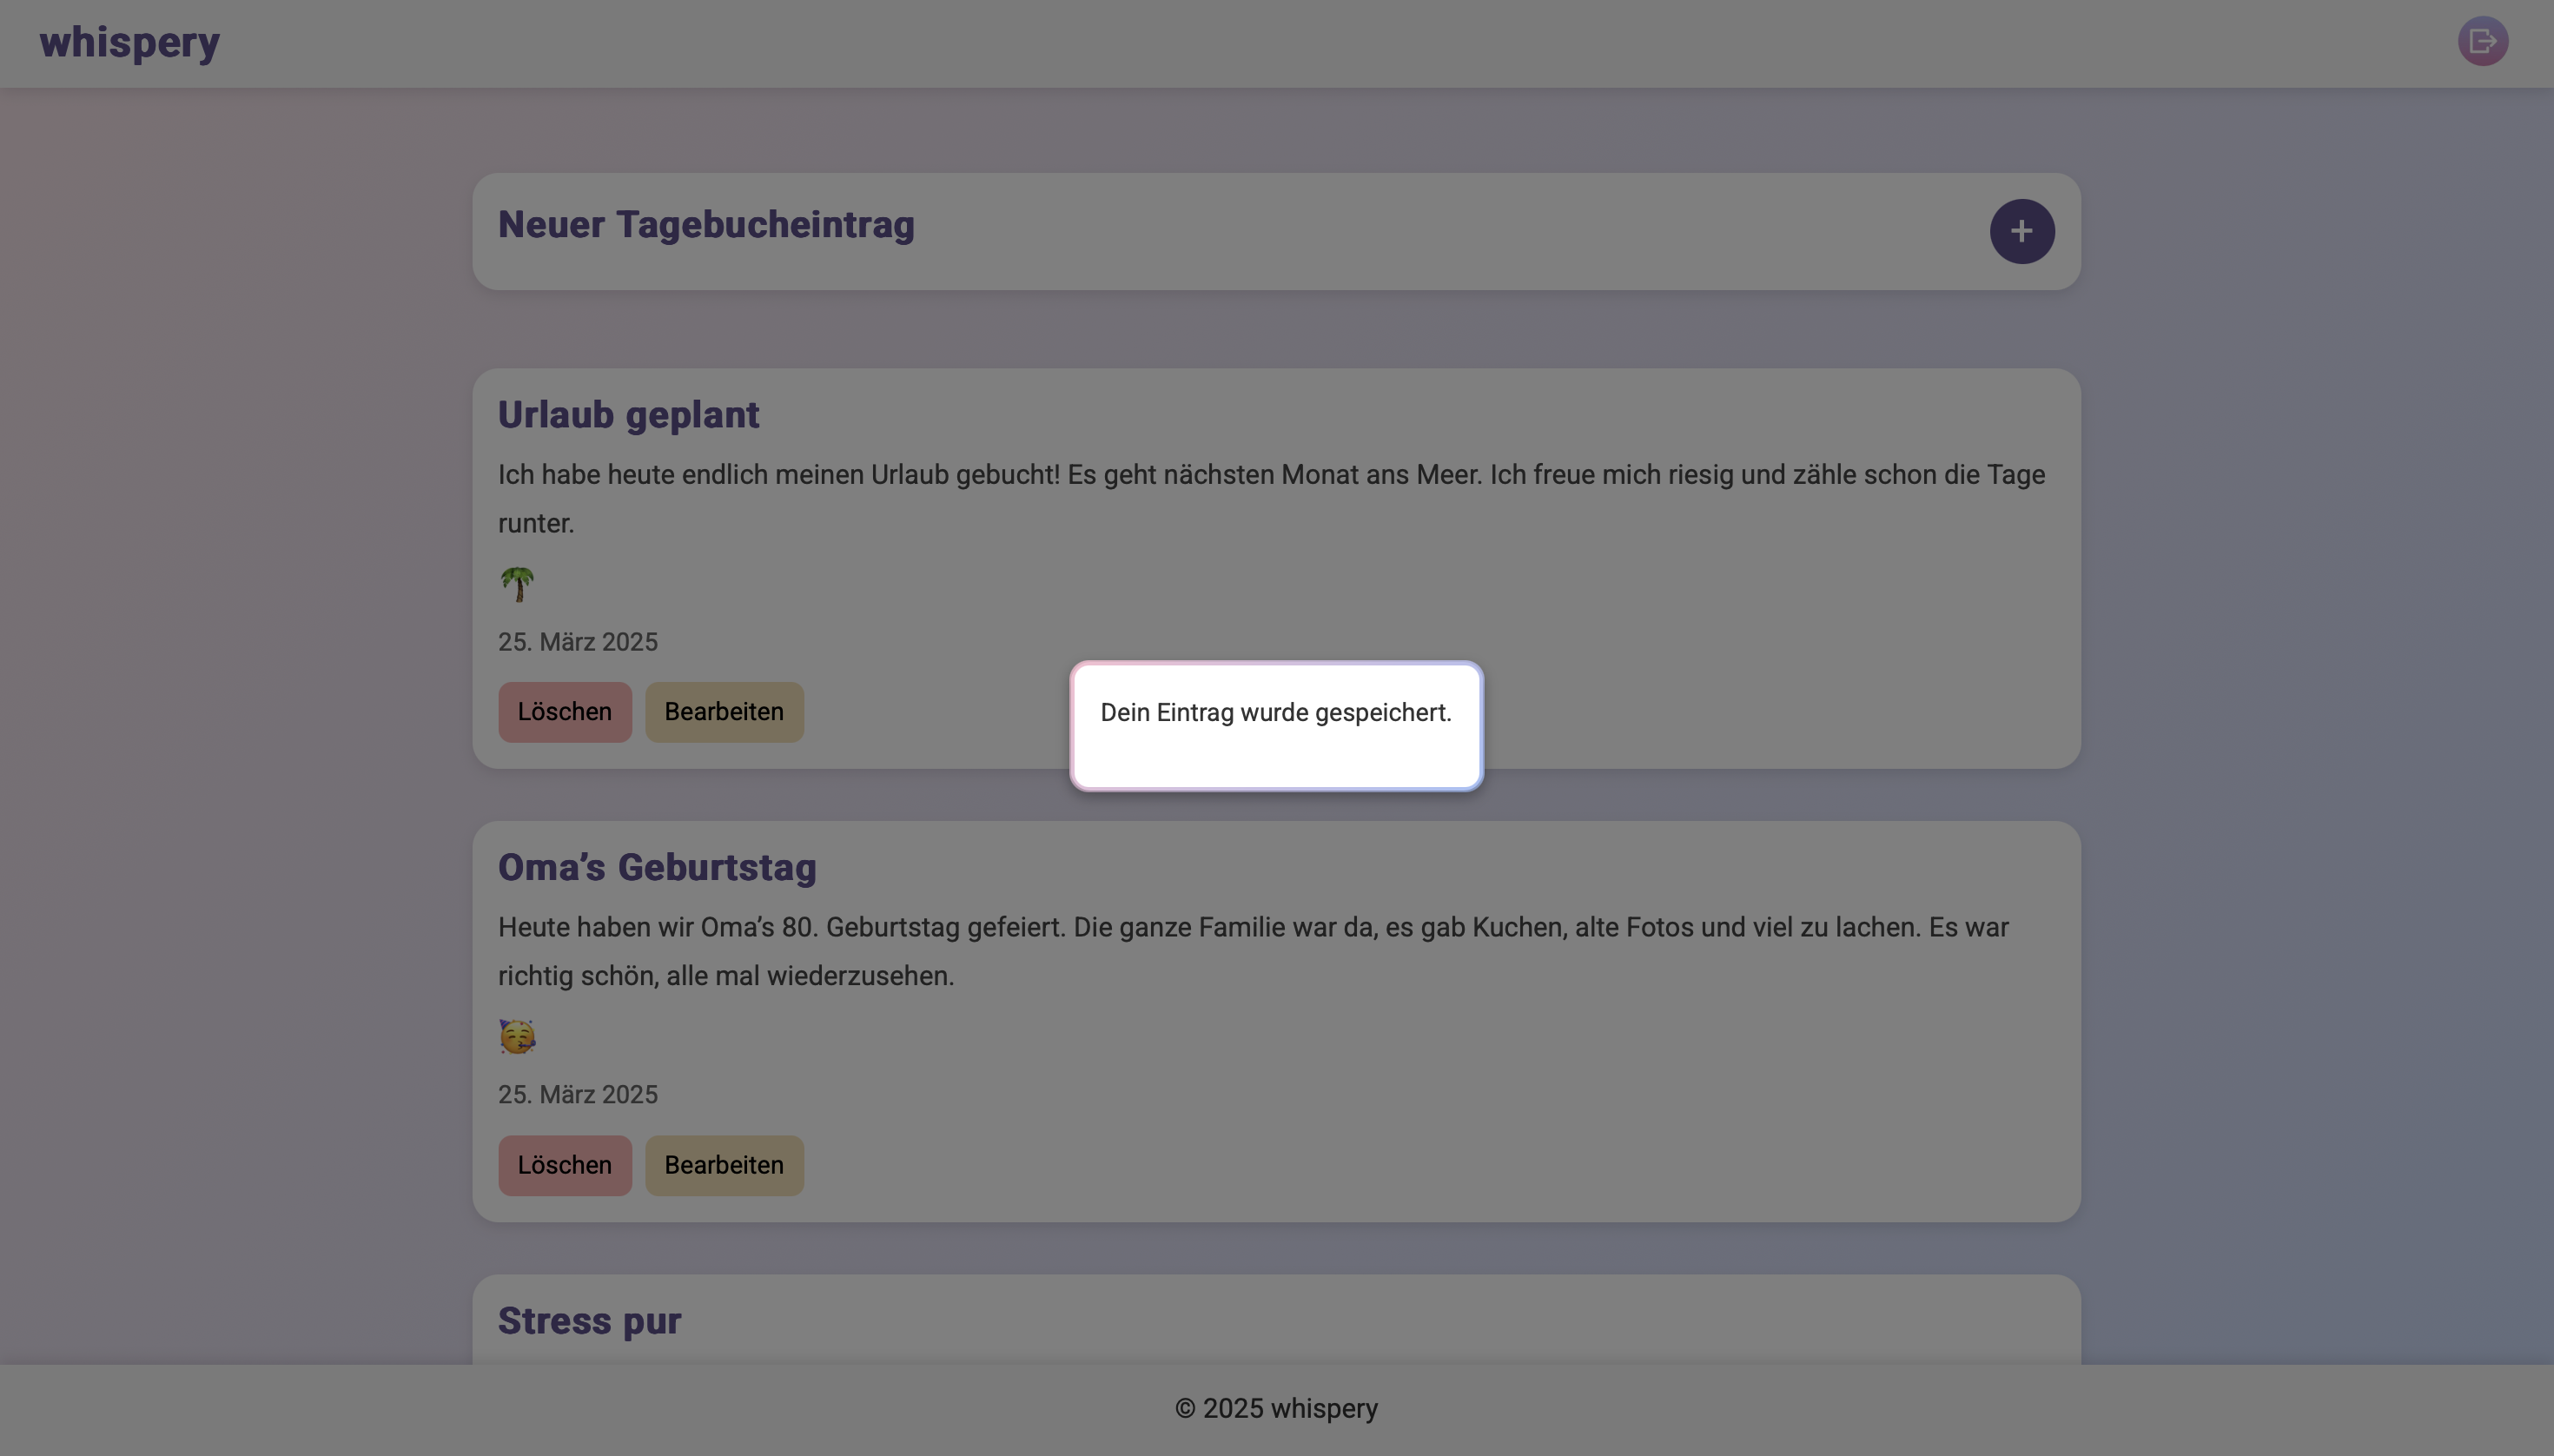 whispery
Neuer Tagebucheintrag
+
Urlaub geplant
Ich habe heute endlich meinen Urlaub gebucht! Es geht nächsten Monat ans Meer. Ich freue mich riesig und zähle schon die Tage
runter.
🌴
25. März 2025
Löschen Bearbeiten
Dein Eintrag wurde gespeichert.
Oma’s Geburtstag
Heute haben wir Oma’s 80. Geburtstag gefeiert. Die ganze Familie war da, es gab Kuchen, alte Fotos und viel zu lachen. Es war
richtig schön, alle mal wiederzusehen.
🥳
25. März 2025
Löschen Bearbeiten
Stress pur
© 2025 whispery